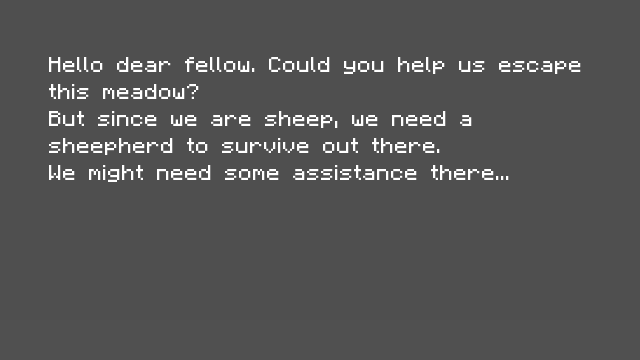 Hello dear fellow. Could you help us escape
this meadow?
But since we are sheep, we need a
sheepherd to survive out there.
We might need some assistance there...